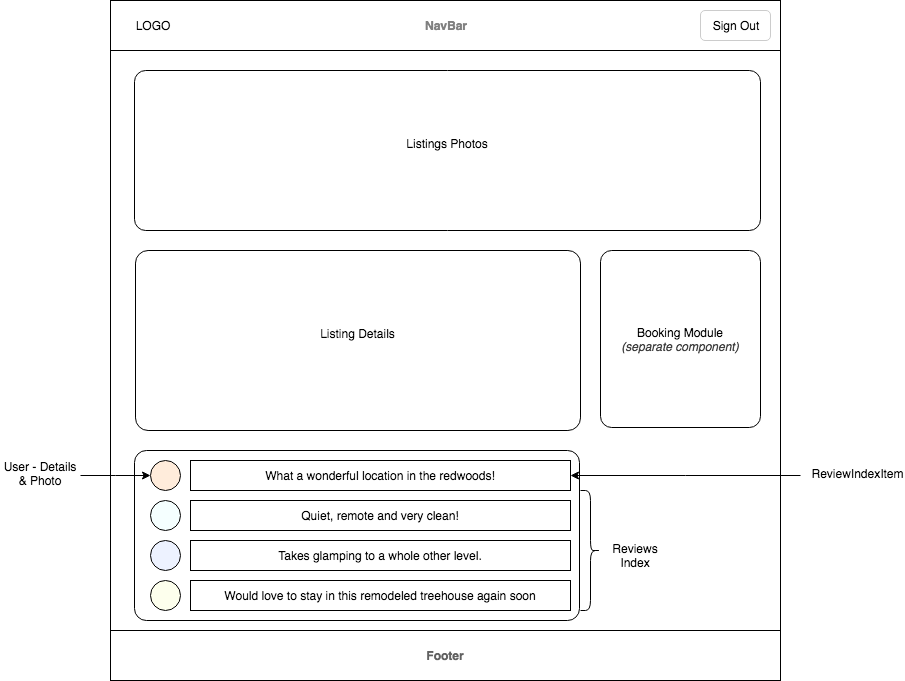 LOGO
NavBar
Sign Out
Listings Photos
Listing Details
Booking Module
(separate component)
User - Details
& Photo
What a wonderful location in the redwoods!
ReviewIndexItem
Quiet, remote and very clean!
Takes glamping to a whole other level.
Reviews
Index
Would love to stay in this remodeled treehouse again soon
Footer